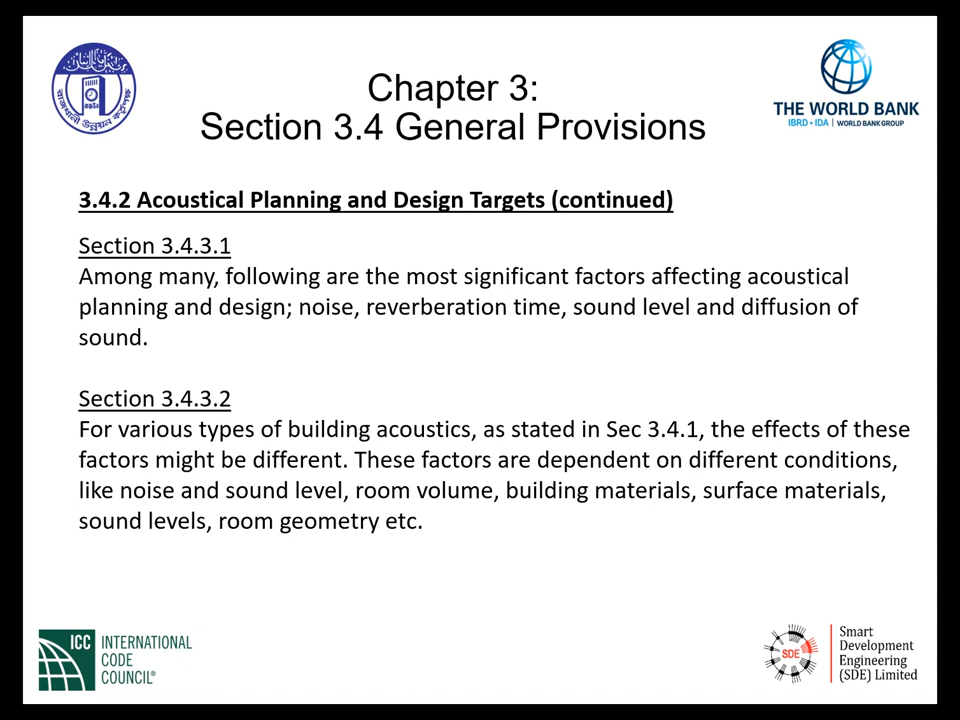 Chapter 3:
Section 3.4 General Provisions
THE WORLD BANK
IBRD • IDA | WORLD BANK GROUP
3.4.2 Acoustical Planning and Design Targets (continued)
Section 3.4.3.1
Among many, following are the most significant factors affecting acoustical
planning and design; noise, reverberation time, sound level and diffusion of
sound.
Section 3.4.3.2
For various types of building acoustics, as stated in Sec 3.4.1, the effects of these
factors might be different. These factors are dependent on different conditions,
like noise and sound level, room volume, building materials, surface materials,
sound levels, room geometry etc.
ICC INTERNATIONAL
CODE
COUNCIL®
SDE
Smart
Development
Engineering
(SDE) Limited